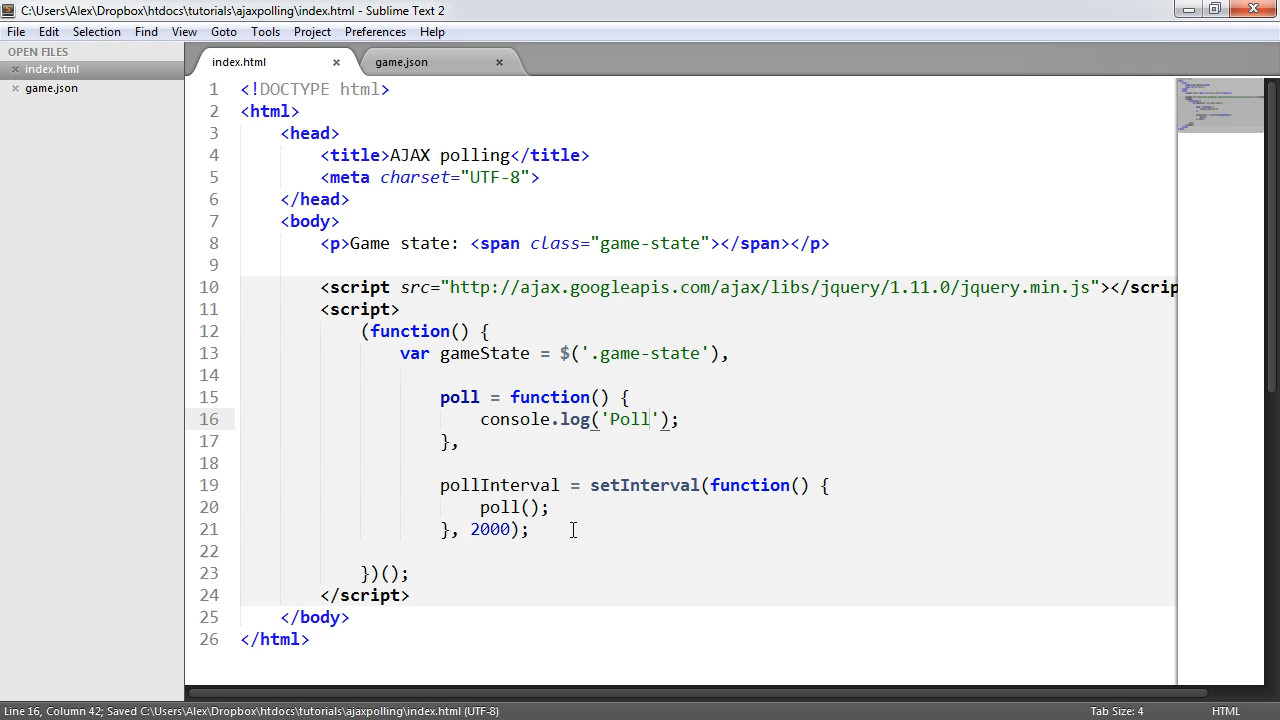 C:\Users\Alex\Dropbox\htdocs\tutorials\ajaxpolling\index.html - Sublime Text 2
File Edit Selection Find View Goto Tools Project Preferences Help
OPEN FILES
index.html
game.json
index.html game.json
1 <!DOCTYPE html>
2 <html>
3 <head>
4 <title>AJAX polling</title>
5 <meta charset="UTF-8">
6 </head>
7 <body>
8 <p>Game state: <span class="game-state"></span></p>
9
10 <script src="http://ajax.googleapis.com/ajax/libs/jquery/1.11.0/jquery.min.js"></scrip
11 <script>
12 (function() {
13 var gameState = $('.game-state'),
14
15 poll = function() {
16 console.log('Poll');
17 },
18
19 pollInterval = setInterval(function() {
20 poll();
21 }, 2000);
22
23 })();
24 </script>
25 </body>
26 </html>
Line 16, Column 42; Saved C:\Users\Alex\Dropbox\htdocs\tutorials\ajaxpolling\index.html (UTF-8) Tab Size: 4 HTML